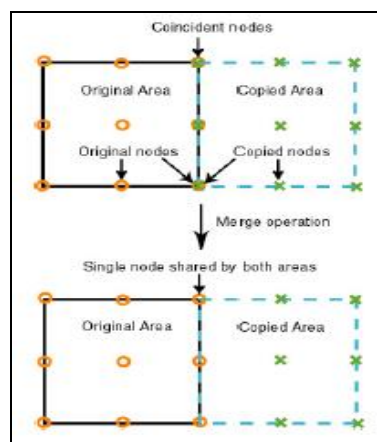 Coincident nodes
Original Area Copied Area
Original nodes Copied nodes
Merge operation
Single node shared by both areas
Original Area Copied Area